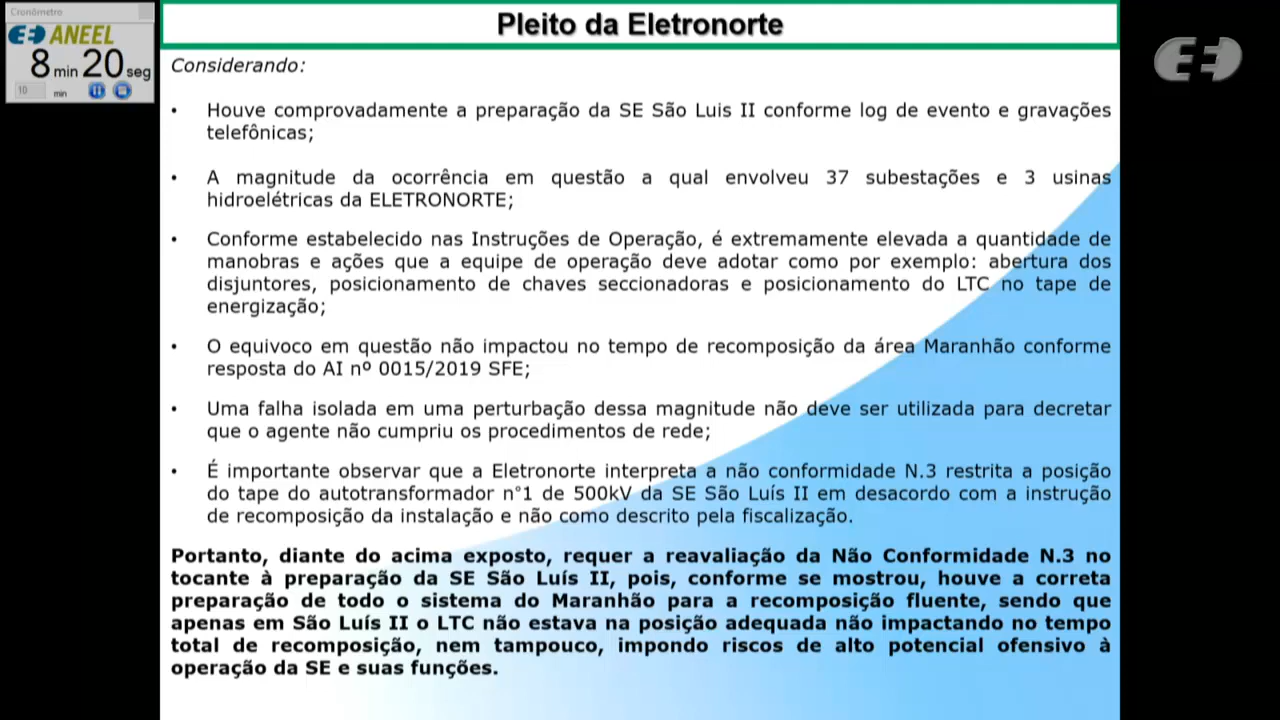 Cronômetro
ANEEL
8 min 20 seg
10 min
Pleito da Eletronorte
Considerando:
• Houve comprovadamente a preparação da SE São Luis II conforme log de evento e gravações
telefônicas;
• A magnitude da ocorrência em questão a qual envolveu 37 subestações e 3 usinas
hidroelétricas da ELETRONORTE;
• Conforme estabelecido nas Instruções de Operação, é extremamente elevada a quantidade de
manobras e ações que a equipe de operação deve adotar como por exemplo: abertura dos
disjuntores, posicionamento de chaves seccionadoras e posicionamento do LTC no tape de
energização;
• O equivoco em questão não impactou no tempo de recomposição da área Maranhão conforme
resposta do AI nº 0015/2019 SFE;
• Uma falha isolada em uma perturbação dessa magnitude não deve ser utilizada para decretar
que o agente não cumpriu os procedimentos de rede;
• É importante observar que a Eletronorte interpreta a não conformidade N.3 restrita a posição
do tape do autotransformador n°1 de 500kV da SE São Luís II em desacordo com a instrução
de recomposição da instalação e não como descrito pela fiscalização.
Portanto, diante do acima exposto, requer a reavaliação da Não Conformidade N.3 no
tocante à preparação da SE São Luís II, pois, conforme se mostrou, houve a correta
preparação de todo o sistema do Maranhão para a recomposição fluente, sendo que
apenas em São Luís II o LTC não estava na posição adequada não impactando no tempo
total de recomposição, nem tampouco, impondo riscos de alto potencial ofensivo à
operação da SE e suas funções.